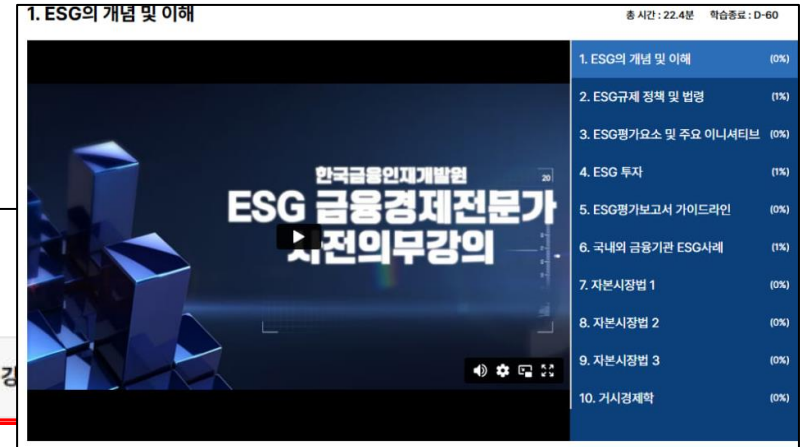 1. ESG의 개념 및 이해
총 시간 : 22.4분 학습종료 : D-60
한국금융인재개발원
ESG 금융경제전문가
사전의무강의
20
1. ESG의 개념 및 이해 (0%)
2. ESG규제 정책 및 법령 (1%)
3. ESG평가요소 및 주요 이니셔티브 (0%)
4. ESG 투자 (1%)
5. ESG평가보고서 가이드라인 (0%)
6. 국내외 금융기관 ESG사례 (1%)
7. 자본시장법 1 (0%)
8. 자본시장법 2 (0%)
9. 자본시장법 3 (0%)
10. 거시경제학 (0%)